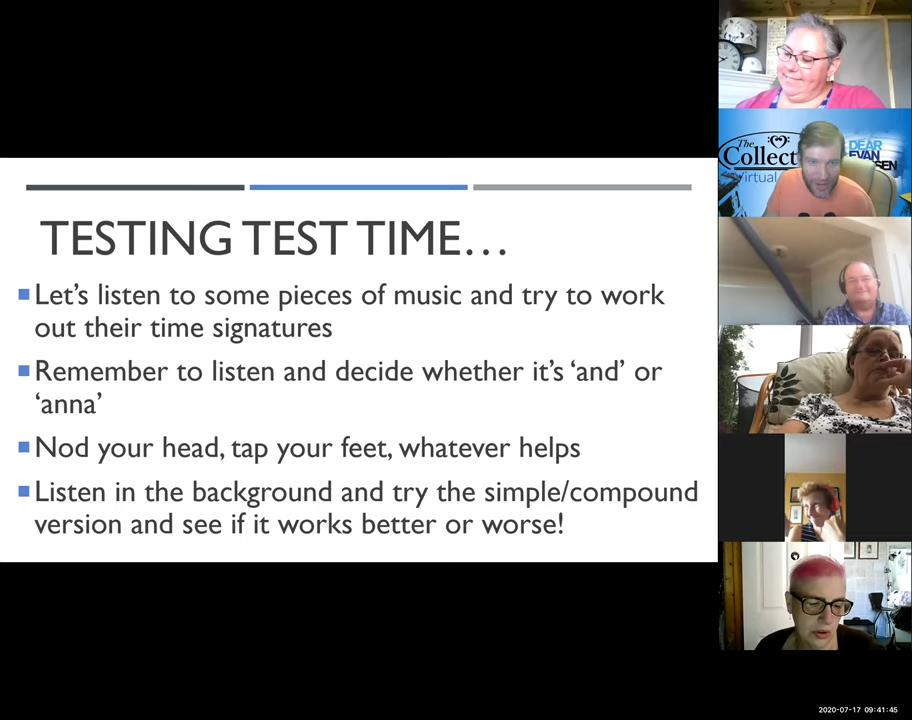 TESTING TEST TIME…
Let’s listen to some pieces of music and try to work
out their time signatures
Remember to listen and decide whether it’s ‘and’ or
‘anna’
Nod your head, tap your feet, whatever helps
Listen in the background and try the simple/compound
version and see if it works better or worse!
The
Collect
Virtual
DEAR
EVAN
2020-07-17 09:41:45